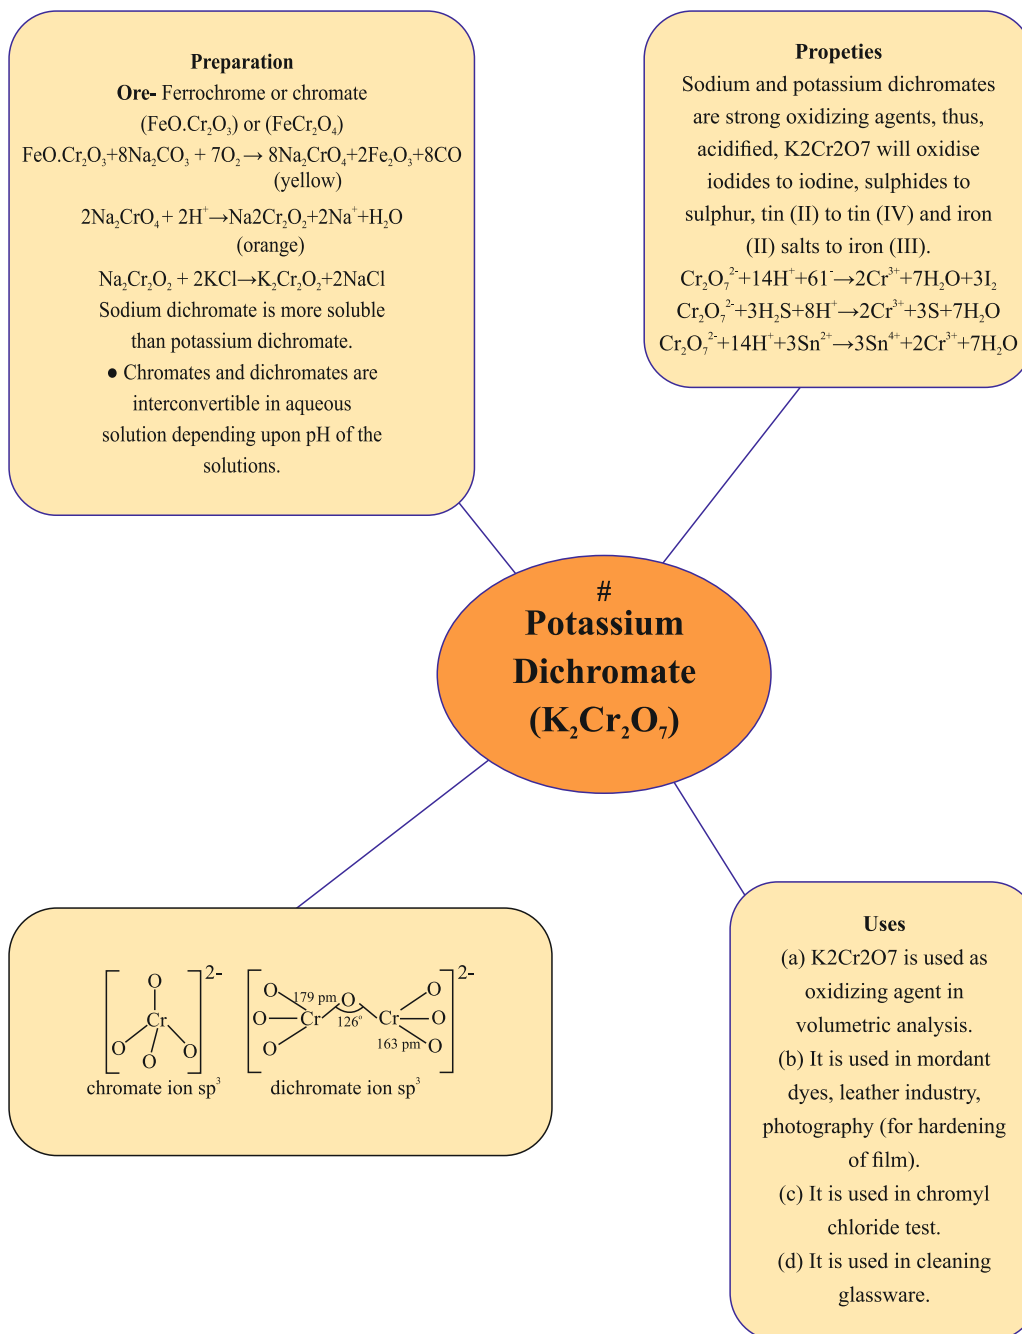 Preparation
Ore- Ferrochrome or chromate
(FeO.Cr₂O₃) or (FeCr₂O₄)
FeO.Cr₂O₃+8Na₂CO₃ + 7O₂→ 8Na₂CrO₄+2Fe₂O₃+8CO
(yellow)
2Na₂CrO₄ + 2H⁺→Na2Cr₂O₂+2Na⁺+H₂O
(orange)
Na₂Cr₂O₂ + 2KCl→K₂Cr₂O₂+2NaCl
Sodium dichromate is more soluble
than potassium dichromate.
● Chromates and dichromates are
interconvertible in aqueous
solution depending upon pH of the
solutions.
Propeties
Sodium and potassium dichromates
are strong oxidizing agents, thus,
acidified, K2Cr2O7 will oxidise
iodides to iodine, sulphides to
sulphur, tin (II) to tin (IV) and iron
(II) salts to iron (III).
Cr₂O₇²⁻+14H⁺+61⁻→2Cr³⁺+7H₂O+3I₂
Cr₂O₇²⁻+3H₂S+8H⁺→2Cr³⁺+3S+7H₂O
Cr₂O₇²⁻+14H⁺+3Sn²⁺→3Sn⁴⁺+2Cr³⁺+7H₂O
#
Potassium
Dichromate
(K₂Cr₂O₇)
2-
O
Cr
O O O
chromate ion sp³
2-
O 179 pm O O
O Cr 126° Cr O
O 163 pm O
dichromate ion sp³
Uses
(a) K2Cr2O7 is used as
oxidizing agent in
volumetric analysis.
(b) It is used in mordant
dyes, leather industry,
photography (for hardening
of film).
(c) It is used in chromyl
chloride test.
(d) It is used in cleaning
glassware.